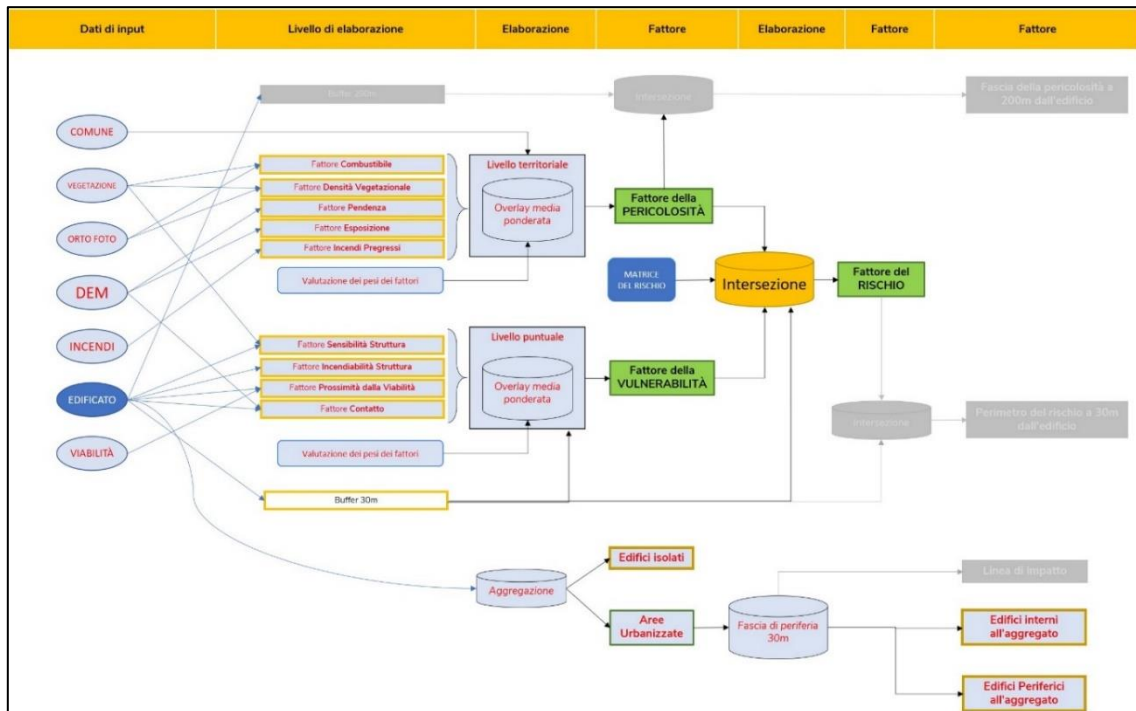 Dati di input
Livello di elaborazione
Elaborazione
Fattore
Elaborazione
Fattore
Fattore
Buffer 200m
Intersezione
Fascia della pericolosità a
200m dall'edificio
COMUNE
VEGETAZIONE
ORTO FOTO
DEM
INCENDI
EDIFICATO
VIABILITÀ
Fattore Combustibile
Fattore Densità Vegetazionale
Fattore Pendenza
Fattore Esposizione
Fattore Incendi Pregressi
Valutazione dei pesi dei fattori
Livello territoriale
Overlay media
ponderata
Fattore della
PERICOLOSITÀ
MATRICE
DEL RISCHIO
Intersezione
Fattore del
RISCHIO
Fattore Sensibilità Struttura
Fattore Incendiabilità Struttura
Fattore Prossimità dalla Viabilità
Fattore Contatto
Valutazione dei pesi dei fattori
Livello puntuale
Overlay media
ponderata
Fattore della
VULNERABILITÀ
Intersezione
Perimetro del rischio a 30m
dall'edificio
Buffer 30m
Aggregazione
Edifici isolati
Aree
Urbanizzate
Fascia di periferia
30m
Linea di impatto
Edifici interni
all'aggregato
Edifici Periferici
all'aggregato